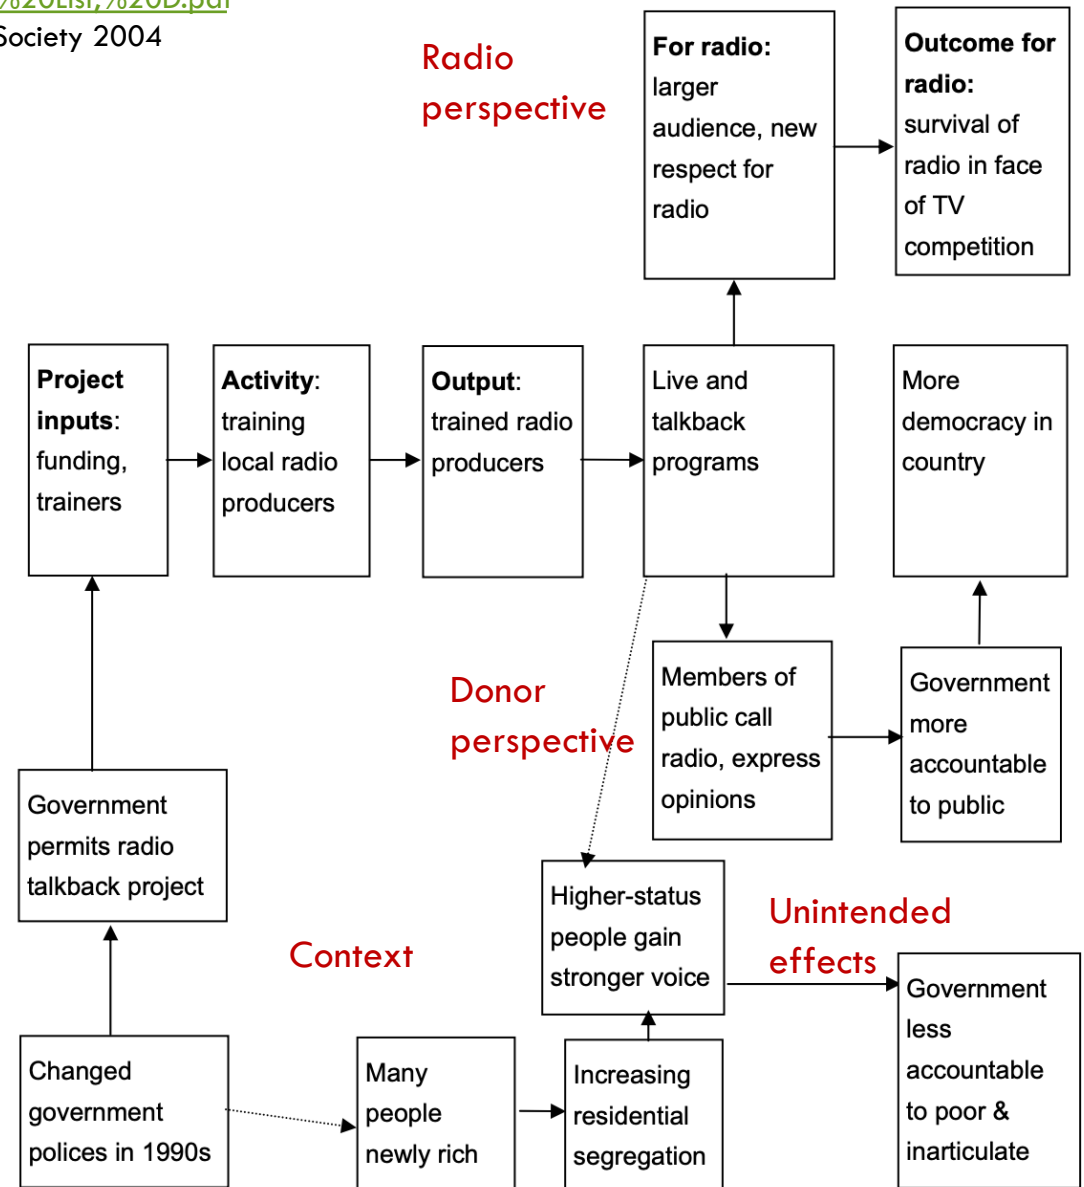 %20List,%20D.pdf
Society 2004
Radio
perspective
For radio:
larger
audience, new
respect for
radio
Outcome for
radio:
survival of
radio in face
of TV
competition
Project
inputs:
funding,
trainers
Activity:
training
local radio
producers
Output:
trained radio
producers
Live and
talkback
programs
More
democracy in
country
Donor
perspective
Members of
public call
radio, express
opinions
Government
more
accountable
to public
Government
permits radio
talkback project
Context
Higher-status
people gain
stronger voice
Unintended
effects
Changed
government
polices in 1990s
Many
people
newly rich
Increasing
residential
segregation
Government
less
accountable
to poor &
inarticulate